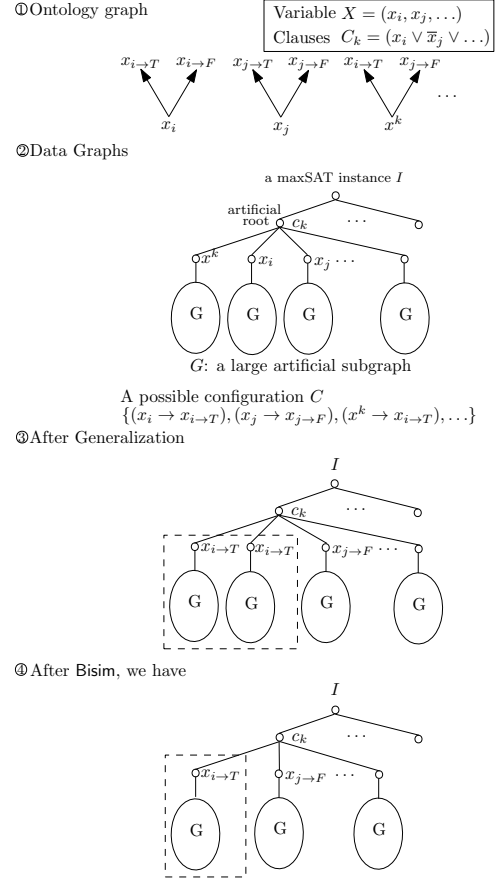 ①Ontology graph
Variable X = (x_i, x_j, …)
Clauses C_k = (x_i ∨ x̅_j ∨ …)
x_{i→T} x_{i→F} x_{j→T} x_{j→F} x_{i→T} x_{j→F}
…
x_i x_j x^k
②Data Graphs
a maxSAT instance I
artificial
root c_k …
x^k x_i x_j …
G G G G
G: a large artificial subgraph
A possible configuration C
{(x_i → x_{i→T}), (x_j → x_{j→F}), (x^k → x_{i→T}), …}
③After Generalization
I
c_k …
x_{i→T} x_{i→T} x_{j→F} …
G G G G
④After Bisim, we have
I
c_k …
x_{i→T} x_{j→F} …
G G G